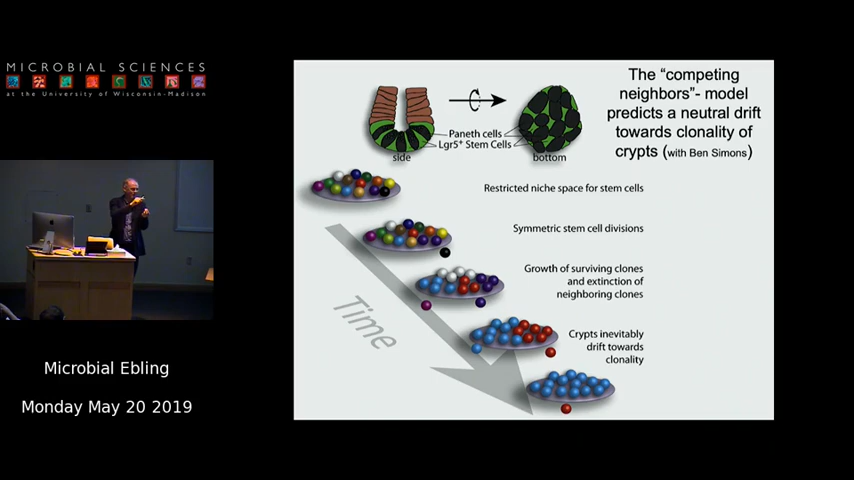 MICROBIAL SCIENCES
at the University of Wisconsin-Madison
Microbial Ebling
Monday May 20 2019
The “competing
neighbors”- model
predicts a neutral drift
towards clonality of
crypts (with Ben Simons)
Paneth cells
Lgr5+ Stem Cells
side
bottom
Restricted niche space for stem cells
Symmetric stem cell divisions
Growth of surviving clones
and extinction of
neighboring clones
Crypts inevitably
drift towards
clonality
Time